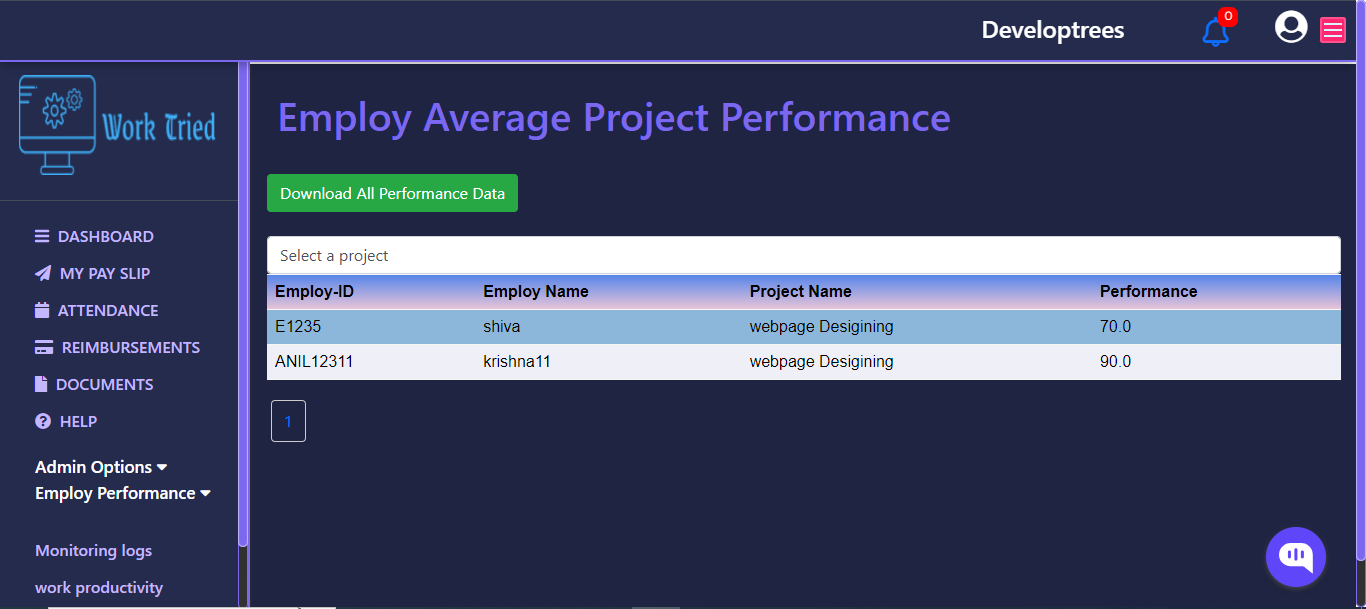 Developtrees
0
Work Tried
Employ Average Project Performance
Download All Performance Data
Select a project
Employ-ID Employ Name Project Name Performance
E1235 shiva webpage Desigining 70.0
ANIL12311 krishna11 webpage Desigining 90.0
1
DASHBOARD
MY PAY SLIP
ATTENDANCE
REIMBURSEMENTS
DOCUMENTS
HELP
Admin Options
Employ Performance
Monitoring logs
work productivity